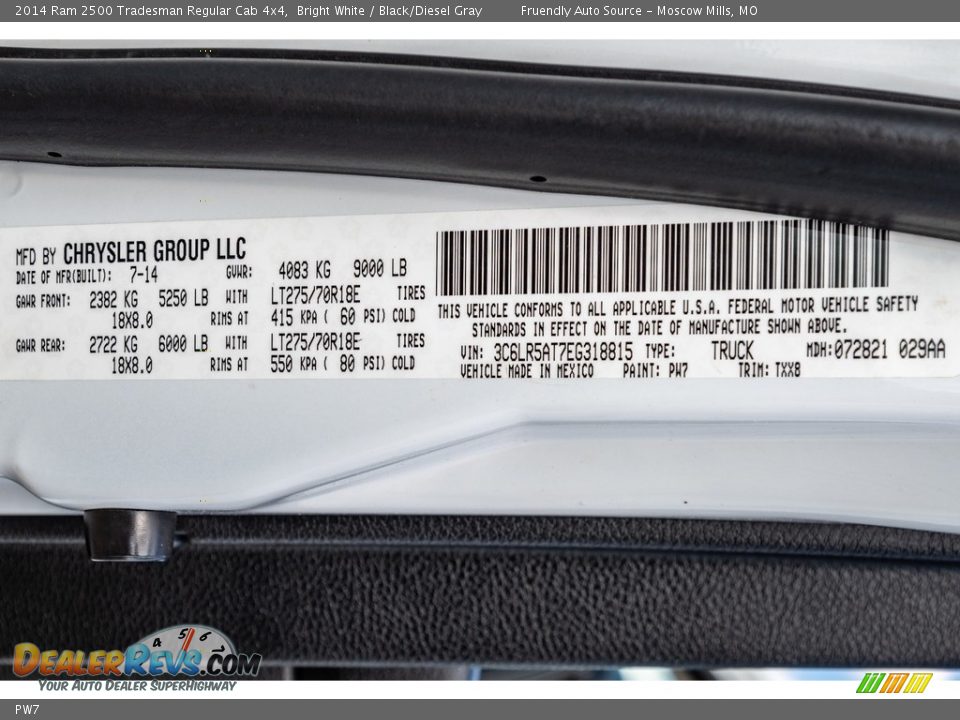 2014 Ram 2500 Tradesman Regular Cab 4x4, Bright White / Black/Diesel Gray Fruendly Auto Source – Moscow Mills, MO
MFD BY CHRYSLER GROUP LLC
DATE OF MFR(BUILT): 7-14 GVWR: 4083 KG 9000 LB
GAWR FRONT: 2382 KG 5250 LB WITH LT275/70R18E TIRES
18X8.0 RIMS AT 415 KPA ( 60 PSI) COLD
GAWR REAR: 2722 KG 6000 LB WITH LT275/70R18E TIRES
18X8.0 RIMS AT 550 KPA ( 80 PSI) COLD
THIS VEHICLE CONFORMS TO ALL APPLICABLE U.S.A. FEDERAL MOTOR VEHICLE SAFETY
STANDARDS IN EFFECT ON THE DATE OF MANUFACTURE SHOWN ABOVE.
VIN: 3C6LR5AT7EG318815 TYPE: TRUCK MDH:072821 029AA
VEHICLE MADE IN MEXICO PAINT: PW7 TRIM: TXX8
4 5 6
DEALERREVS.COM
YOUR AUTO DEALER SUPERHIGHWAY
PW7